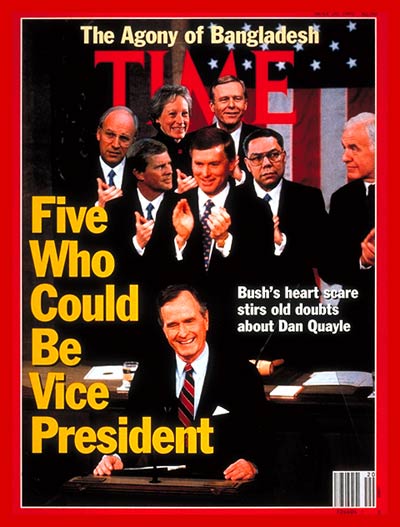 The Agony of Bangladesh
TIME
Five
Who
Could
Be
Vice
President
Bush's heart scare
stirs old doubts
about Dan Quayle
20